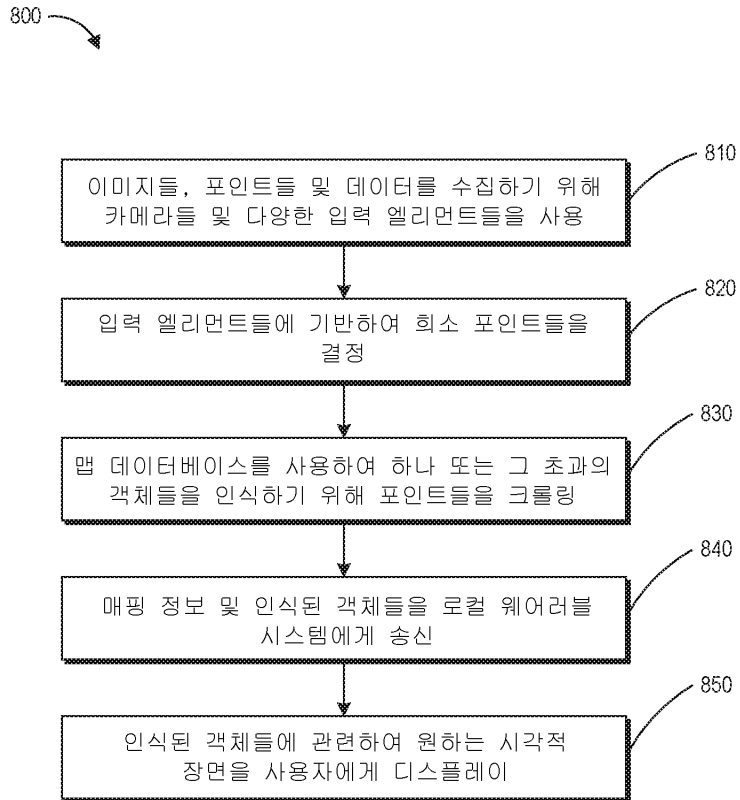 800
810
이미지들, 포인트들 및 데이터를 수집하기 위해
카메라들 및 다양한 입력 엘리먼트들을 사용
820
입력 엘리먼트들에 기반하여 희소 포인트들을
결정
830
맵 데이터베이스를 사용하여 하나 또는 그 초과의
객체들을 인식하기 위해 포인트들을 크롤링
840
매핑 정보 및 인식된 객체들을 로컬 웨어러블
시스템에게 송신
850
인식된 객체들에 관련하여 원하는 시각적
장면을 사용자에게 디스플레이